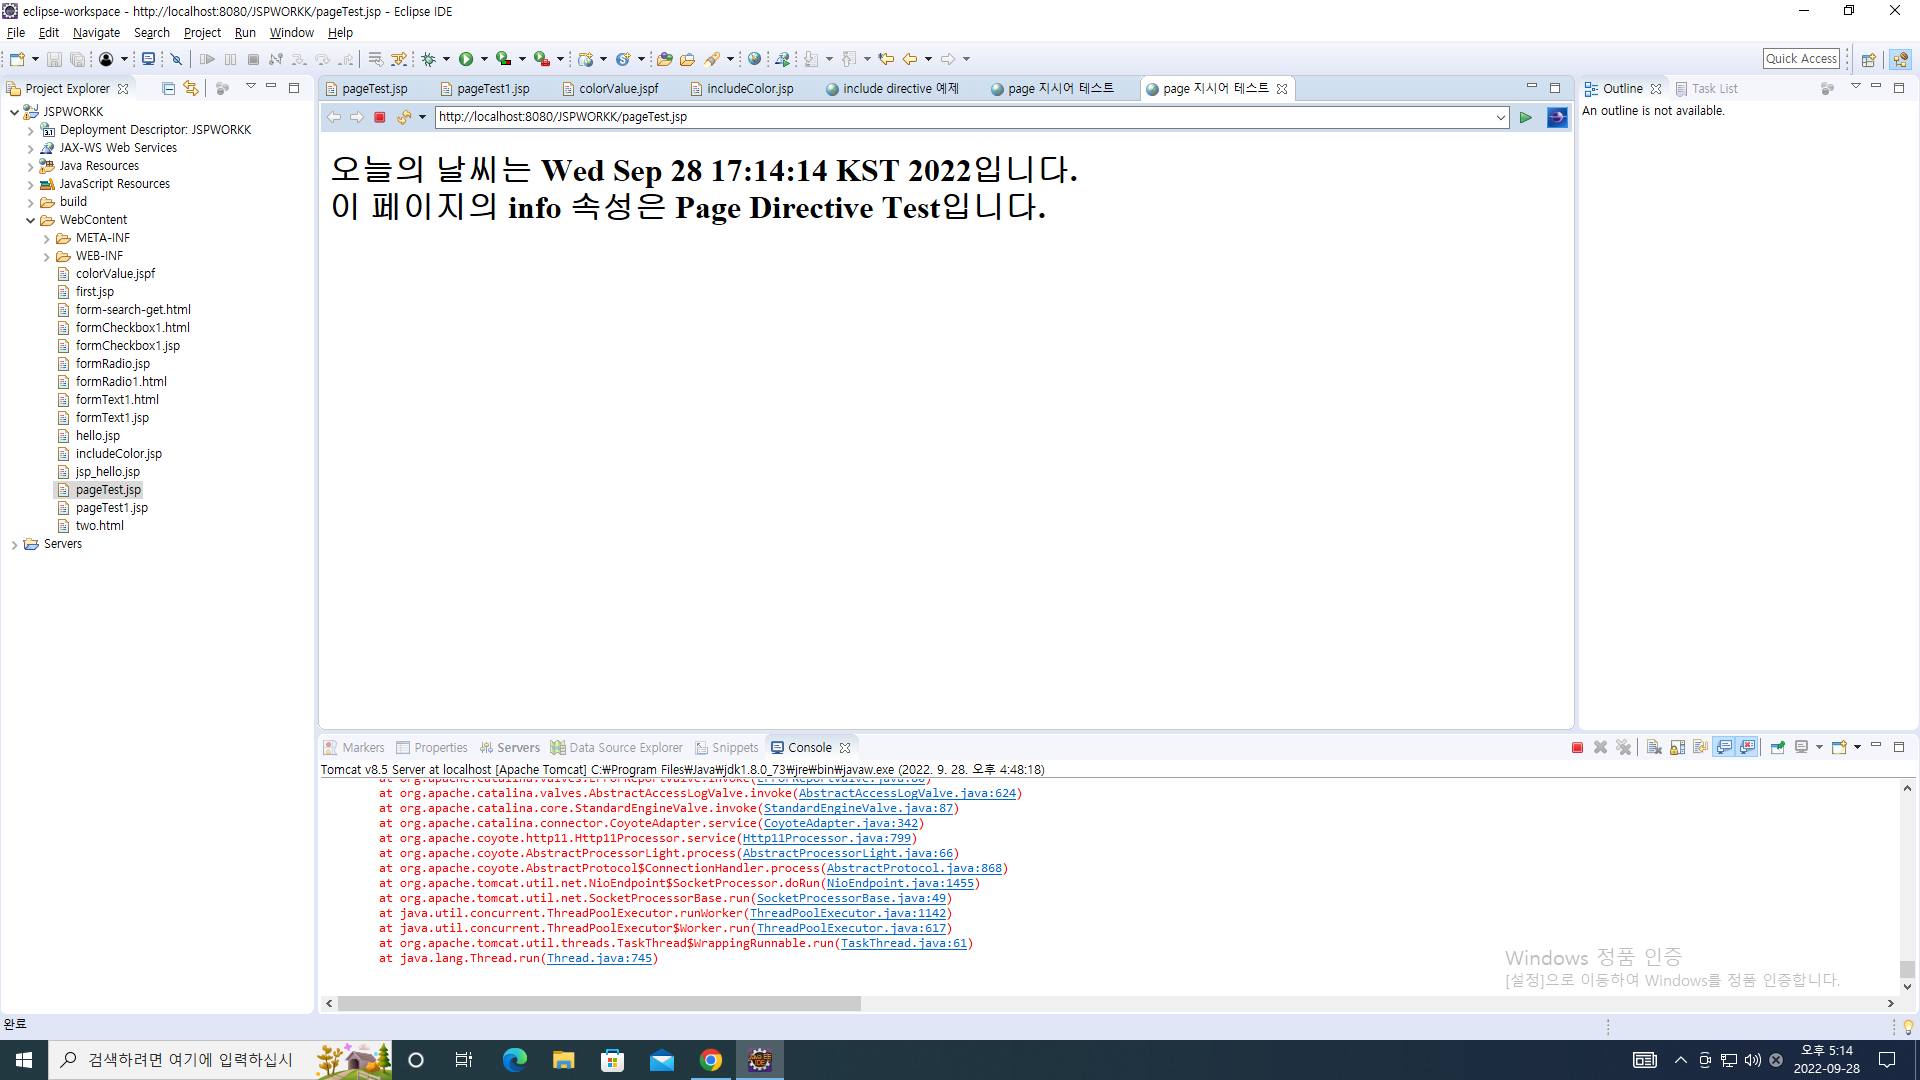 eclipse-workspace - http://localhost:8080/JSPWORKK/pageTest.jsp - Eclipse IDE
File Edit Navigate Search Project Run Window Help
Quick Access
Project Explorer
JSPWORKK
Deployment Descriptor: JSPWORKK
JAX-WS Web Services
Java Resources
JavaScript Resources
build
WebContent
META-INF
WEB-INF
colorValue.jspf
first.jsp
form-search-get.html
formCheckbox1.html
formCheckbox1.jsp
formRadio.jsp
formRadio1.html
formText1.html
formText1.jsp
hello.jsp
includeColor.jsp
jsp_hello.jsp
pageTest.jsp
pageTest1.jsp
two.html
Servers
pageTest.jsp pageTest1.jsp colorValue.jspf includeColor.jsp include directive 예제 page 지시어 테스트 page 지시어 테스트
http://localhost:8080/JSPWORKK/pageTest.jsp
오늘의 날씨는 Wed Sep 28 17:14:14 KST 2022입니다.
이 페이지의 info 속성은 Page Directive Test입니다.
Outline Task List
An outline is not available.
Markers Properties Servers Data Source Explorer Snippets Console
Tomcat v8.5 Server at localhost [Apache Tomcat] C:₩Program Files₩Java₩jdk1.8.0_73₩jre₩bin₩javaw.exe (2022. 9. 28. 오후 4:48:18)
at org.apache.catalina.valves.ErrorReportValve.invoke(ErrorReportValve.java:86)
at org.apache.catalina.valves.AbstractAccessLogValve.invoke(AbstractAccessLogValve.java:624)
at org.apache.catalina.core.StandardEngineValve.invoke(StandardEngineValve.java:87)
at org.apache.catalina.connector.CoyoteAdapter.service(CoyoteAdapter.java:342)
at org.apache.coyote.http11.Http11Processor.service(Http11Processor.java:799)
at org.apache.coyote.AbstractProcessorLight.process(AbstractProcessorLight.java:66)
at org.apache.coyote.AbstractProtocol$ConnectionHandler.process(AbstractProtocol.java:868)
at org.apache.tomcat.util.net.NioEndpoint$SocketProcessor.doRun(NioEndpoint.java:1455)
at org.apache.tomcat.util.net.SocketProcessorBase.run(SocketProcessorBase.java:49)
at java.util.concurrent.ThreadPoolExecutor.runWorker(ThreadPoolExecutor.java:1142)
at java.util.concurrent.ThreadPoolExecutor$Worker.run(ThreadPoolExecutor.java:617)
at org.apache.tomcat.util.threads.TaskThread$WrappingRunnable.run(TaskThread.java:61)
at java.lang.Thread.run(Thread.java:745)
Windows 정품 인증
[설정]으로 이동하여 Windows를 정품 인증합니다.
완료
검색하려면 여기에 입력하십시
오후 5:14
2022-09-28